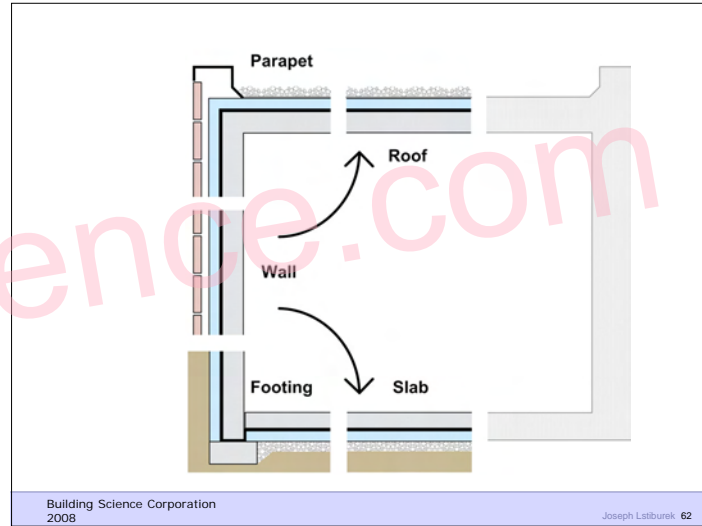 Parapet
Roof
ence.com
Wall
Footing Slab
Building Science Corporation
2008
Joseph Lstiburek 62